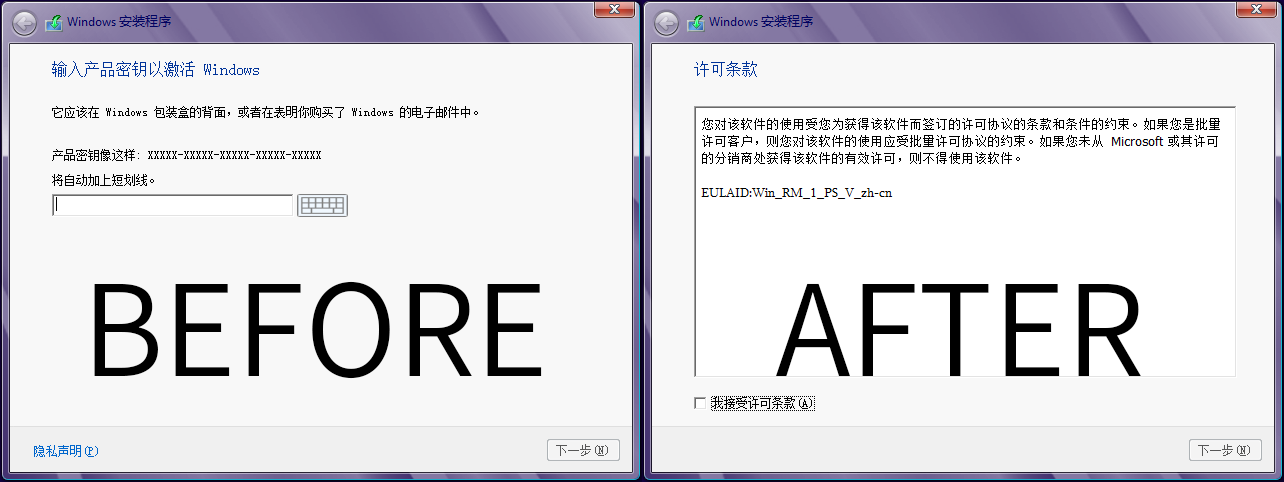 Windows 安装程序
输入产品密钥以激活 Windows
它应该在 Windows 包装盒的背面，或者在表明你购买了 Windows 的电子邮件中。
产品密钥像这样: XXXXX-XXXXX-XXXXX-XXXXX-XXXXX
将自动加上短划线。
BEFORE
隐私声明(P)
下一步(N)
Windows 安装程序
许可条款
您对该软件的使用受您为获得该软件而签订的许可协议的条款和条件的约束。如果您是批量
许可客户，则您对该软件的使用应受批量许可协议的约束。如果您未从 Microsoft 或其许可
的分销商处获得该软件的有效许可，则不得使用该软件。
EULAID:Win_RM_1_PS_V_zh-cn
AFTER
我接受许可条款(A)
下一步(N)